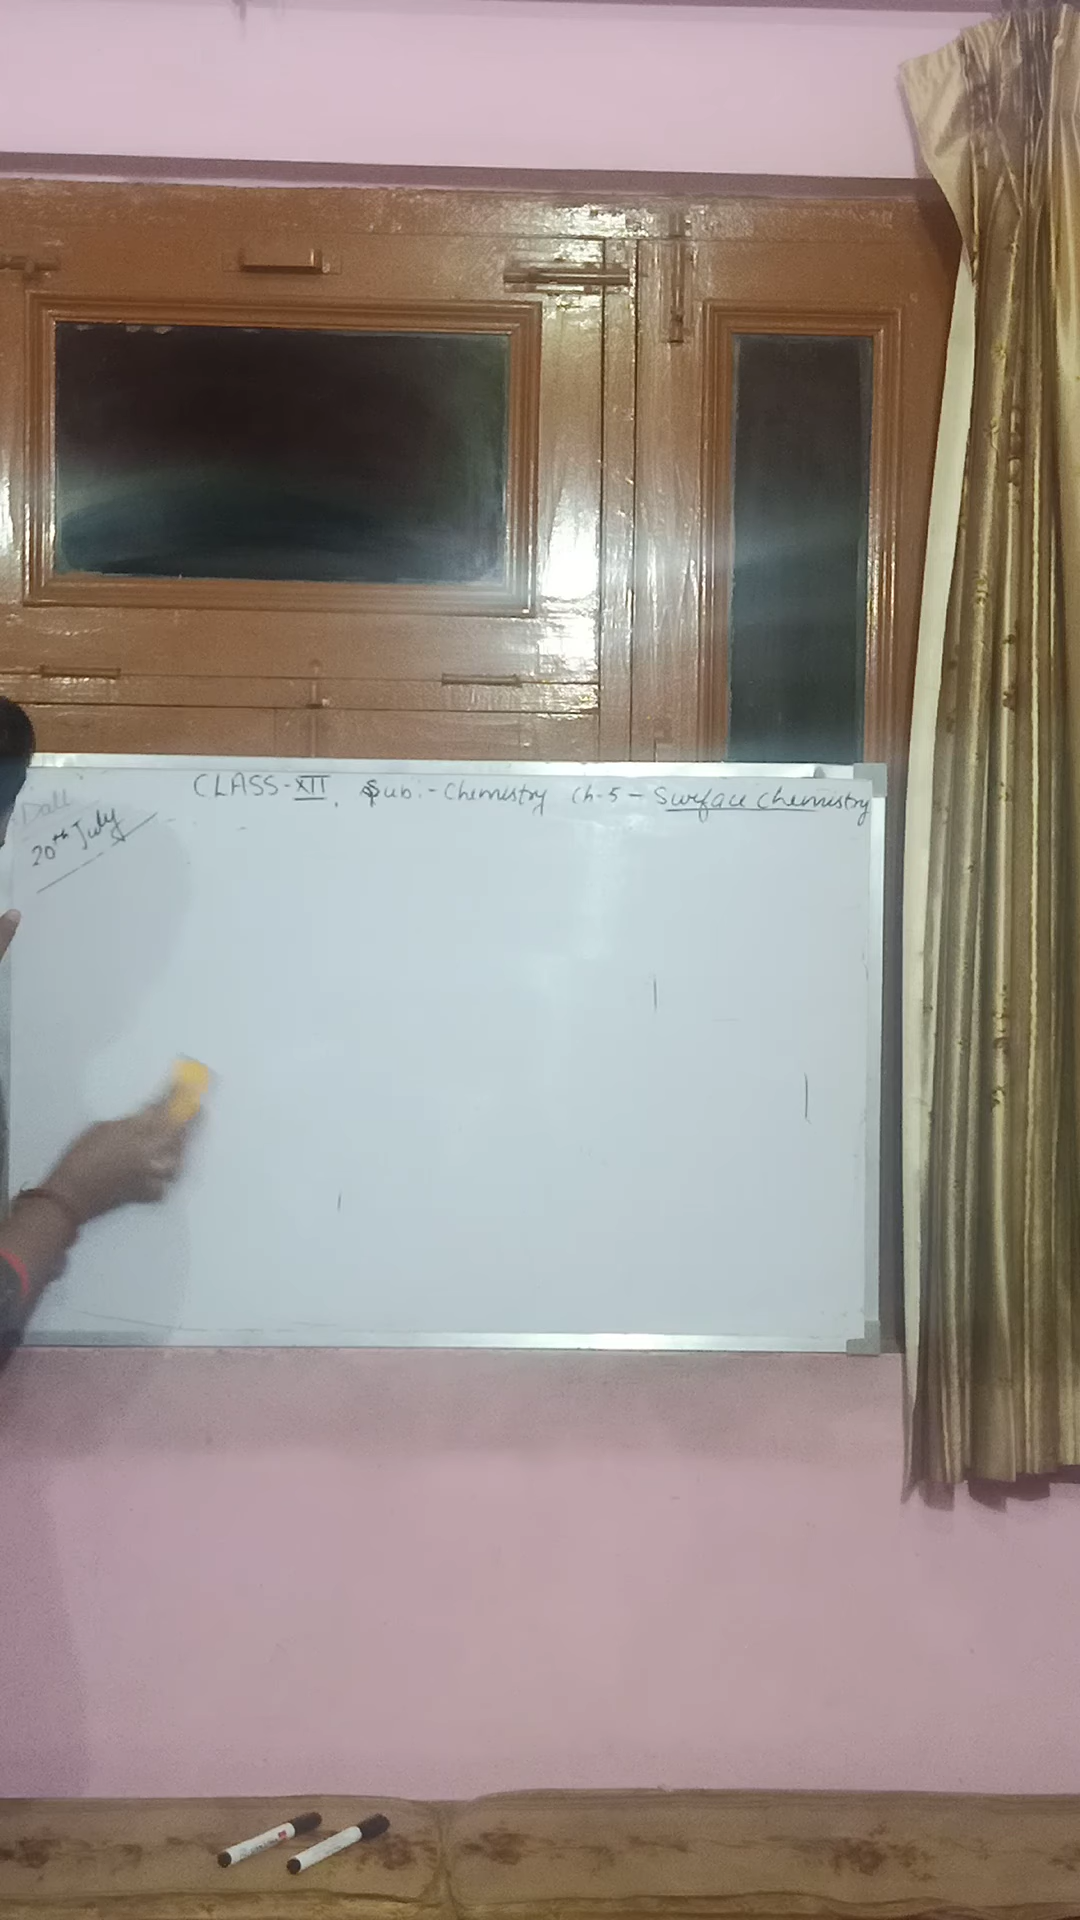 CLASS-XII, Sub:- Chemistry Ch-5 - Surface Chemistry
Date
20th July